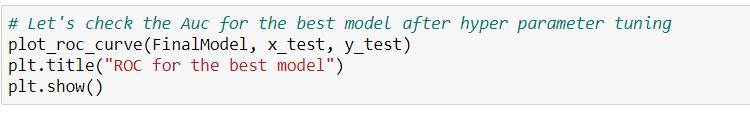 # Let's check the Auc for the best model after hyper parameter tuning
plot_roc_curve(FinalModel, x_test, y_test)
plt.title("ROC for the best model")
plt.show()